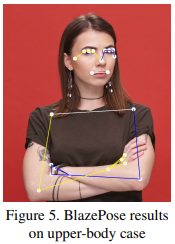 Figure 5. BlazePose results
on upper-body case